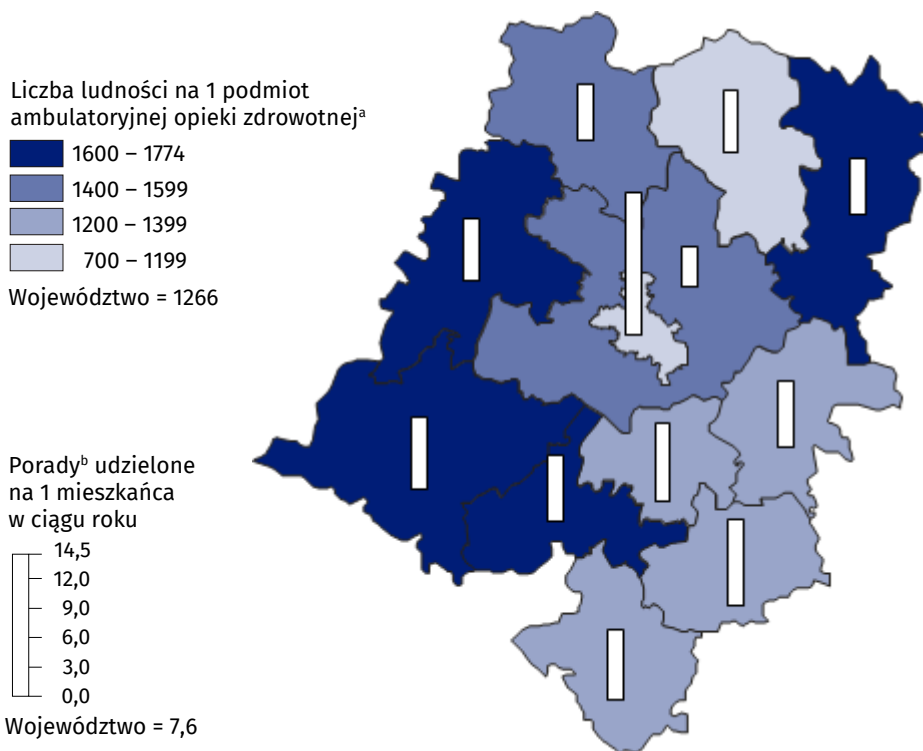 Liczba ludności na 1 podmiot
ambulatoryjnej opieki zdrowotnejᵃ
1600 – 1774
1400 – 1599
1200 – 1399
700 – 1199
Województwo = 1266
Poradyᵇ udzielone
na 1 mieszkańca
w ciągu roku
14,5
12,0
9,0
6,0
3,0
0,0
Województwo = 7,6